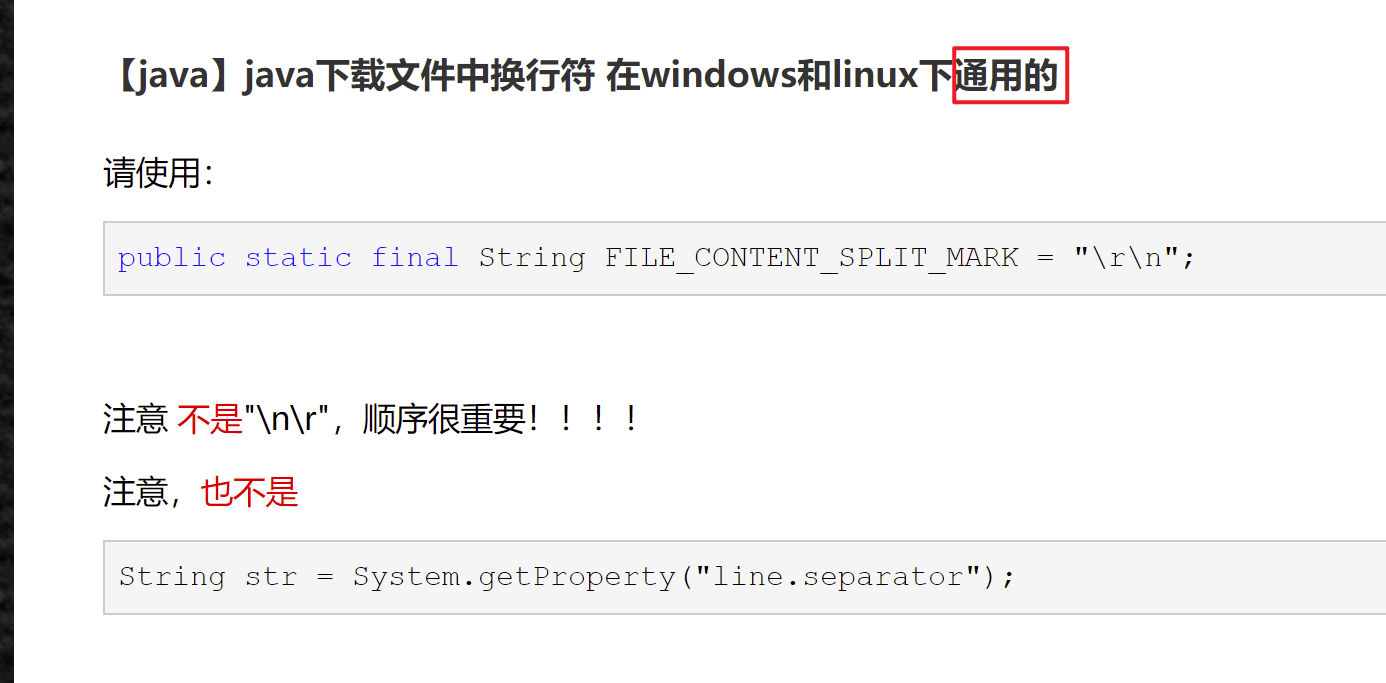 【java】java下载文件中换行符 在windows和linux下通用的
请使用：
public static final String FILE_CONTENT_SPLIT_MARK = "\r\n";
注意 不是"\n\r"，顺序很重要！！！！
注意，也不是
String str = System.getProperty("line.separator");